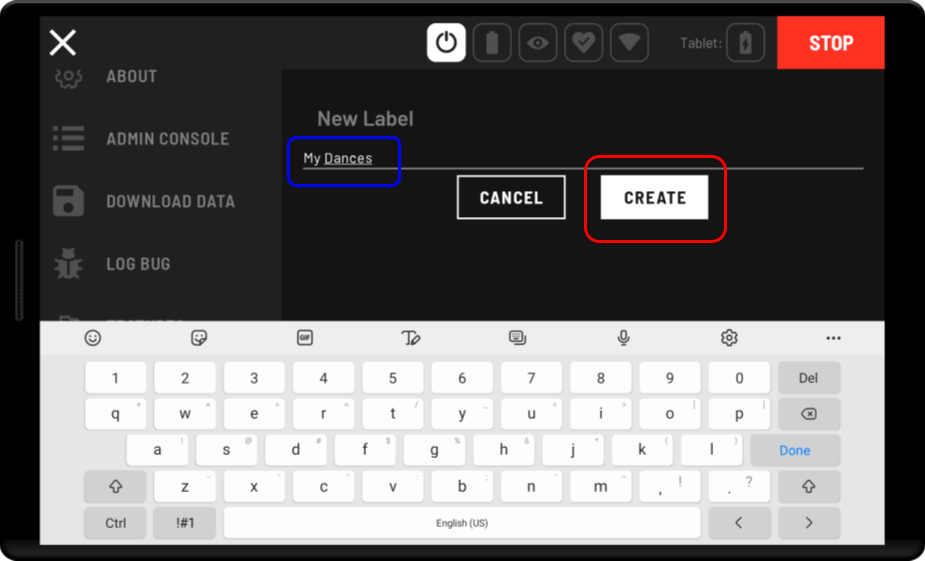 Tablet:
STOP
ABOUT
ADMIN CONSOLE
DOWNLOAD DATA
LOG BUG
New Label
My Dances
CANCEL
CREATE
GIF
1 2 3 4 5 6 7 8 9 0 Del
q w e r t y u i o p
a s d f g h j k l Done
z x c v b n m , ! . ?
Ctrl !#1 English (US) < >